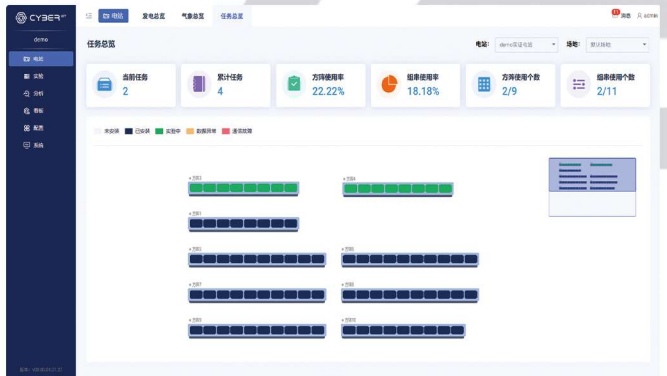 CYBER
电站
发电总览
气象总览
任务总览
消息
admin
demo
电站
实验
分析
看板
配置
系统
任务总览
电站:
demo实证电站
场地:
默认场地
当前任务
2
累计任务
4
方阵使用率
22.22%
组串使用率
18.18%
方阵使用个数
2/9
组串使用个数
2/11
未安装
已安装
实验中
数据异常
通信故障